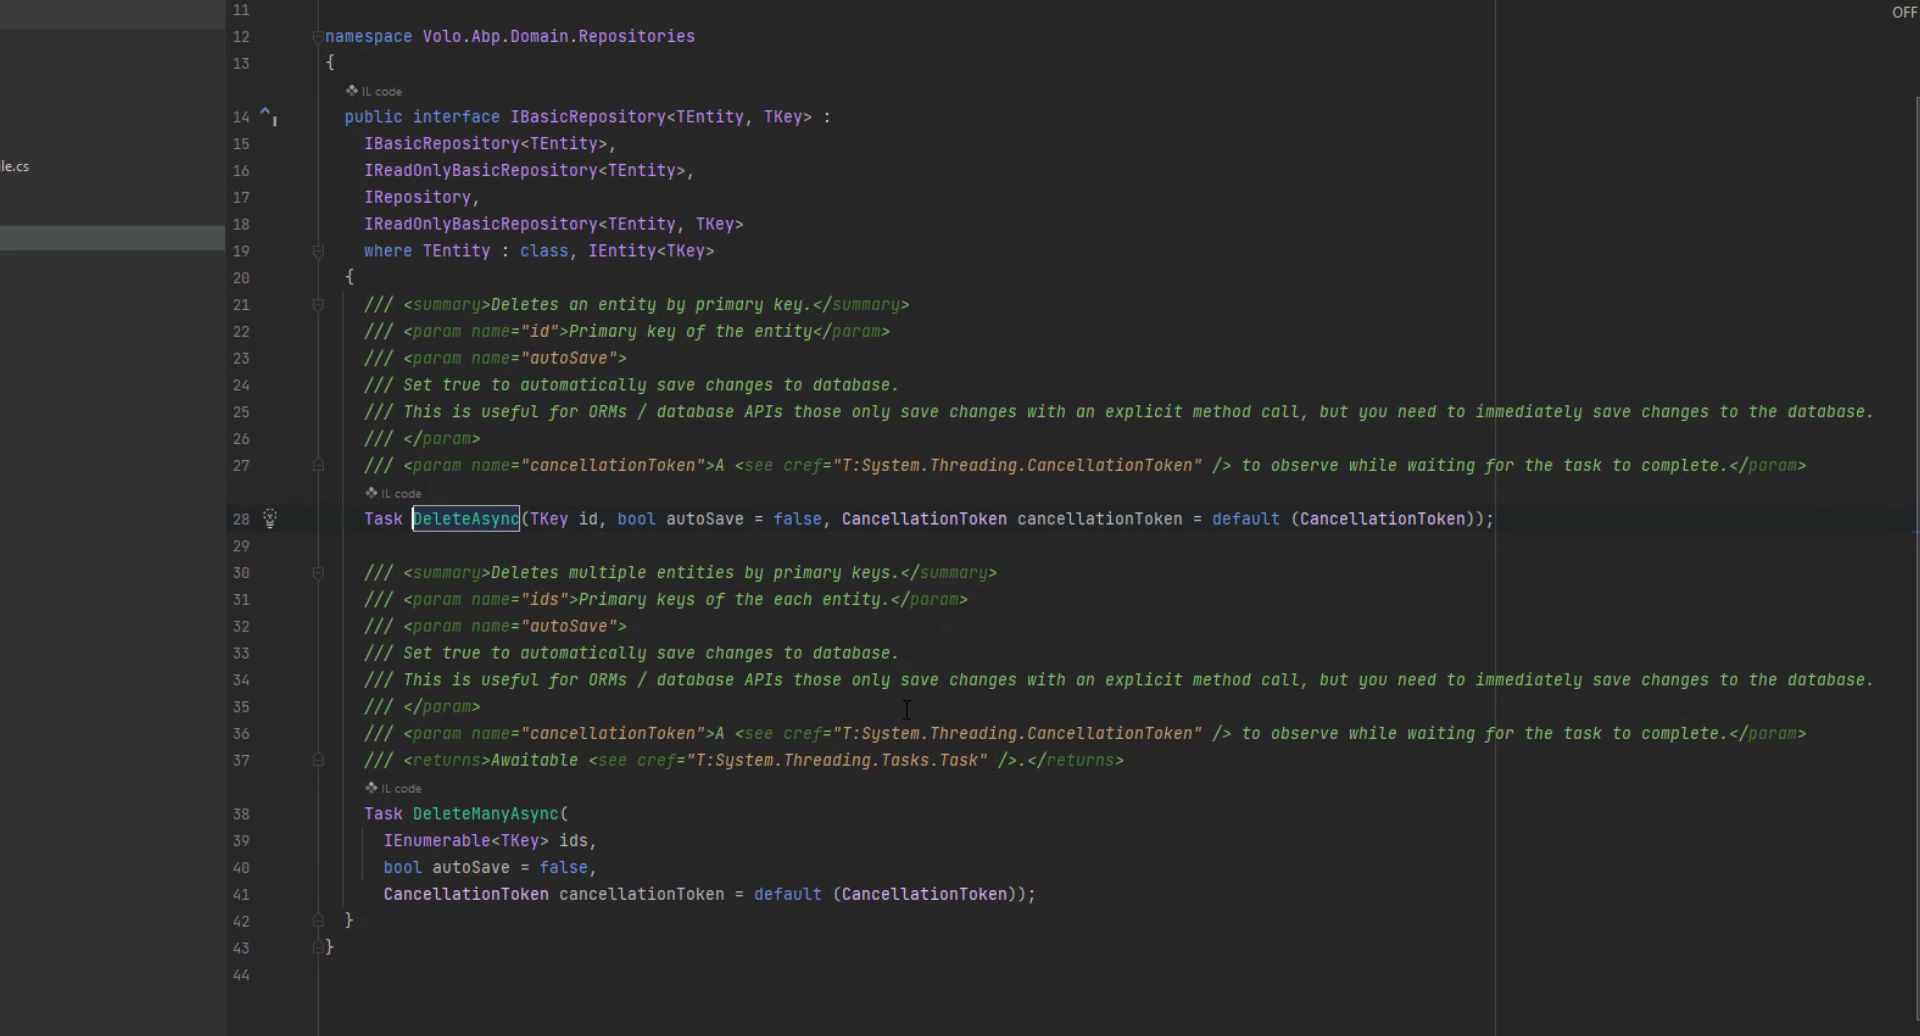 OFF
le.cs
11
12 namespace Volo.Abp.Domain.Repositories
13 {
IL code
14 public interface IBasicRepository<TEntity, TKey> :
15 IBasicRepository<TEntity>,
16 IReadOnlyBasicRepository<TEntity>,
17 IRepository,
18 IReadOnlyBasicRepository<TEntity, TKey>
19 where TEntity : class, IEntity<TKey>
20 {
21 /// <summary>Deletes an entity by primary key.</summary>
22 /// <param name="id">Primary key of the entity</param>
23 /// <param name="autoSave">
24 /// Set true to automatically save changes to database.
25 /// This is useful for ORMs / database APIs those only save changes with an explicit method call, but you need to immediately save changes to the database.
26 /// </param>
27 /// <param name="cancellationToken">A <see cref="T:System.Threading.CancellationToken" /> to observe while waiting for the task to complete.</param>
IL code
28 Task DeleteAsync(TKey id, bool autoSave = false, CancellationToken cancellationToken = default (CancellationToken));
29
30 /// <summary>Deletes multiple entities by primary keys.</summary>
31 /// <param name="ids">Primary keys of the each entity.</param>
32 /// <param name="autoSave">
33 /// Set true to automatically save changes to database.
34 /// This is useful for ORMs / database APIs those only save changes with an explicit method call, but you need to immediately save changes to the database.
35 /// </param>
36 /// <param name="cancellationToken">A <see cref="T:System.Threading.CancellationToken" /> to observe while waiting for the task to complete.</param>
37 /// <returns>Awaitable <see cref="T:System.Threading.Tasks.Task" />.</returns>
IL code
38 Task DeleteManyAsync(
39 IEnumerable<TKey> ids,
40 bool autoSave = false,
41 CancellationToken cancellationToken = default (CancellationToken));
42 }
43 }
44